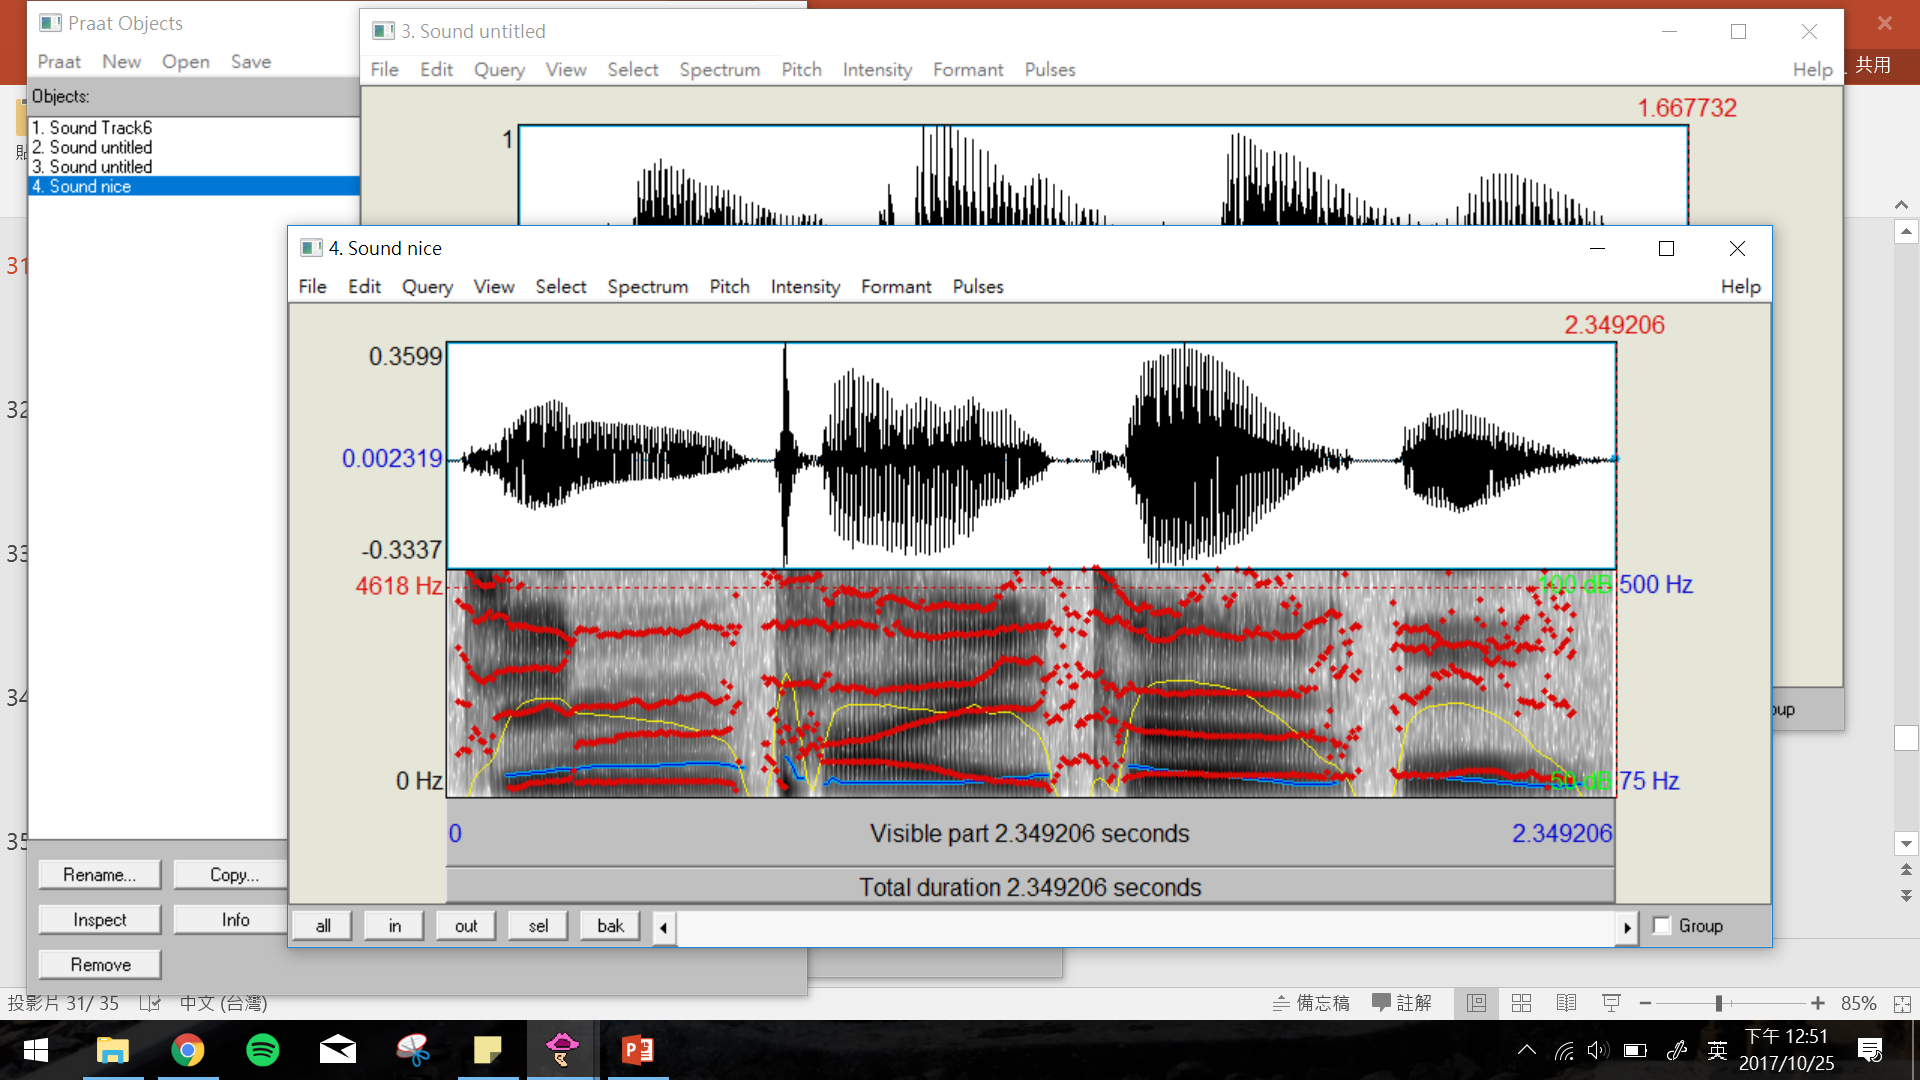 Praat Objects
Praat New Open Save
Objects:
1. Sound Track6
2. Sound untitled
3. Sound untitled
4. Sound nice
3. Sound untitled
File Edit Query View Select Spectrum Pitch Intensity Formant Pulses Help
共用
1.667732
1
4. Sound nice
File Edit Query View Select Spectrum Pitch Intensity Formant Pulses Help
2.349206
0.3599
0.002319
-0.3337
4618 Hz
100 dB
500 Hz
0 Hz
50 dB
75 Hz
0
Visible part 2.349206 seconds
2.349206
Total duration 2.349206 seconds
all in out sel bak
Group
31
32
33
34
35
Rename... Copy...
Inspect Info
Remove
投影片 31/ 35 中文 (台灣)
備忘稿 註解
85%
英
下午 12:51
2017/10/25